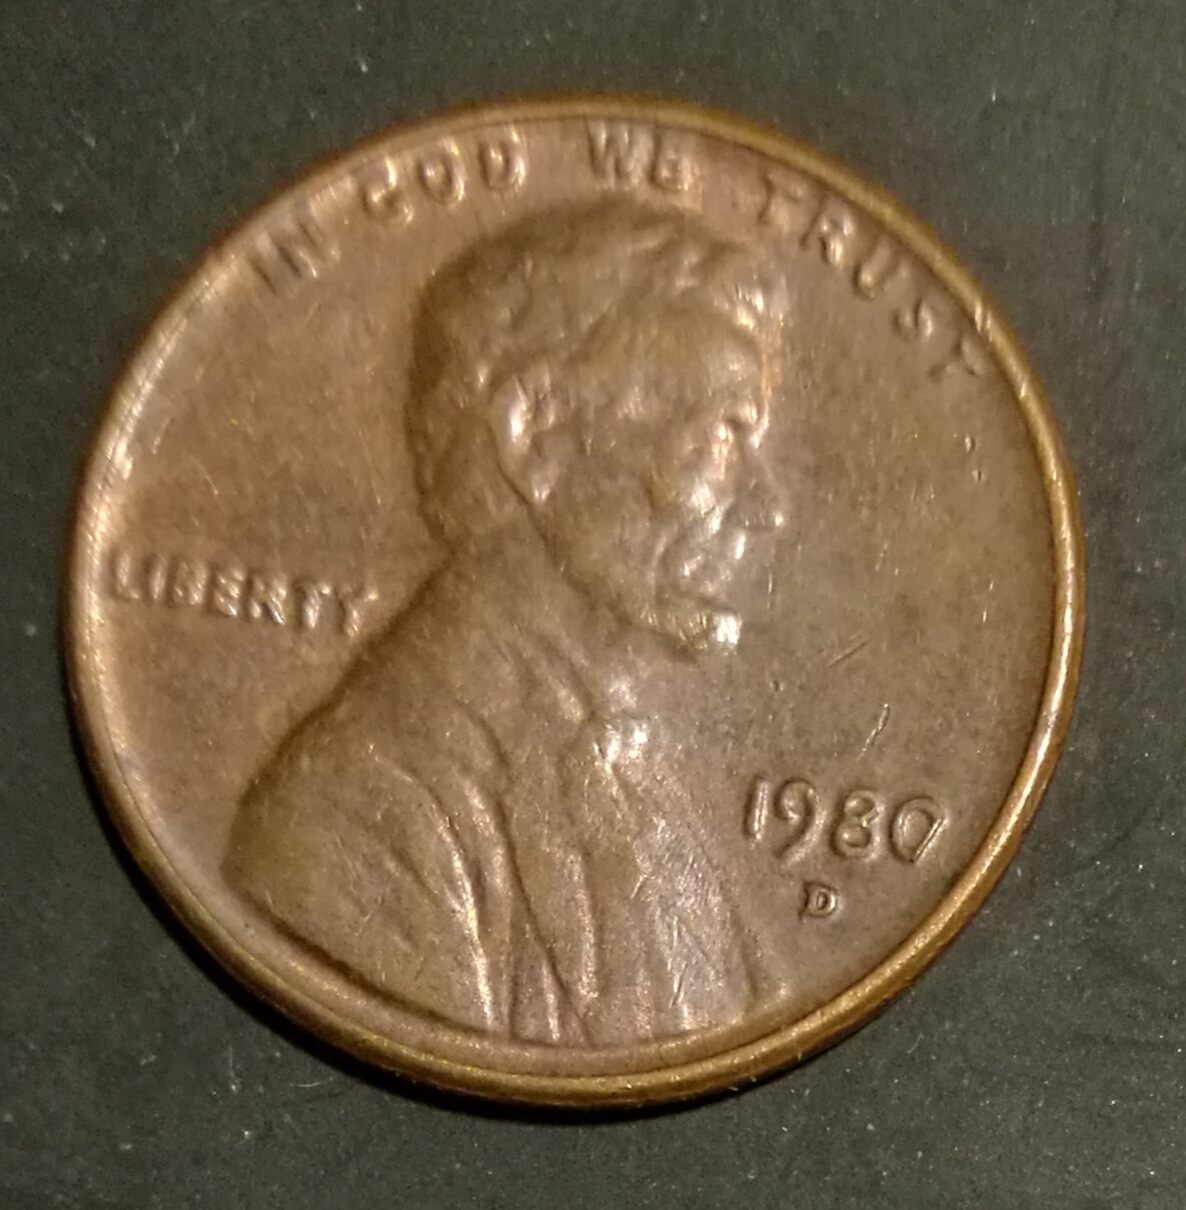 IN GOD WE TRUST
LIBERTY
1980
D